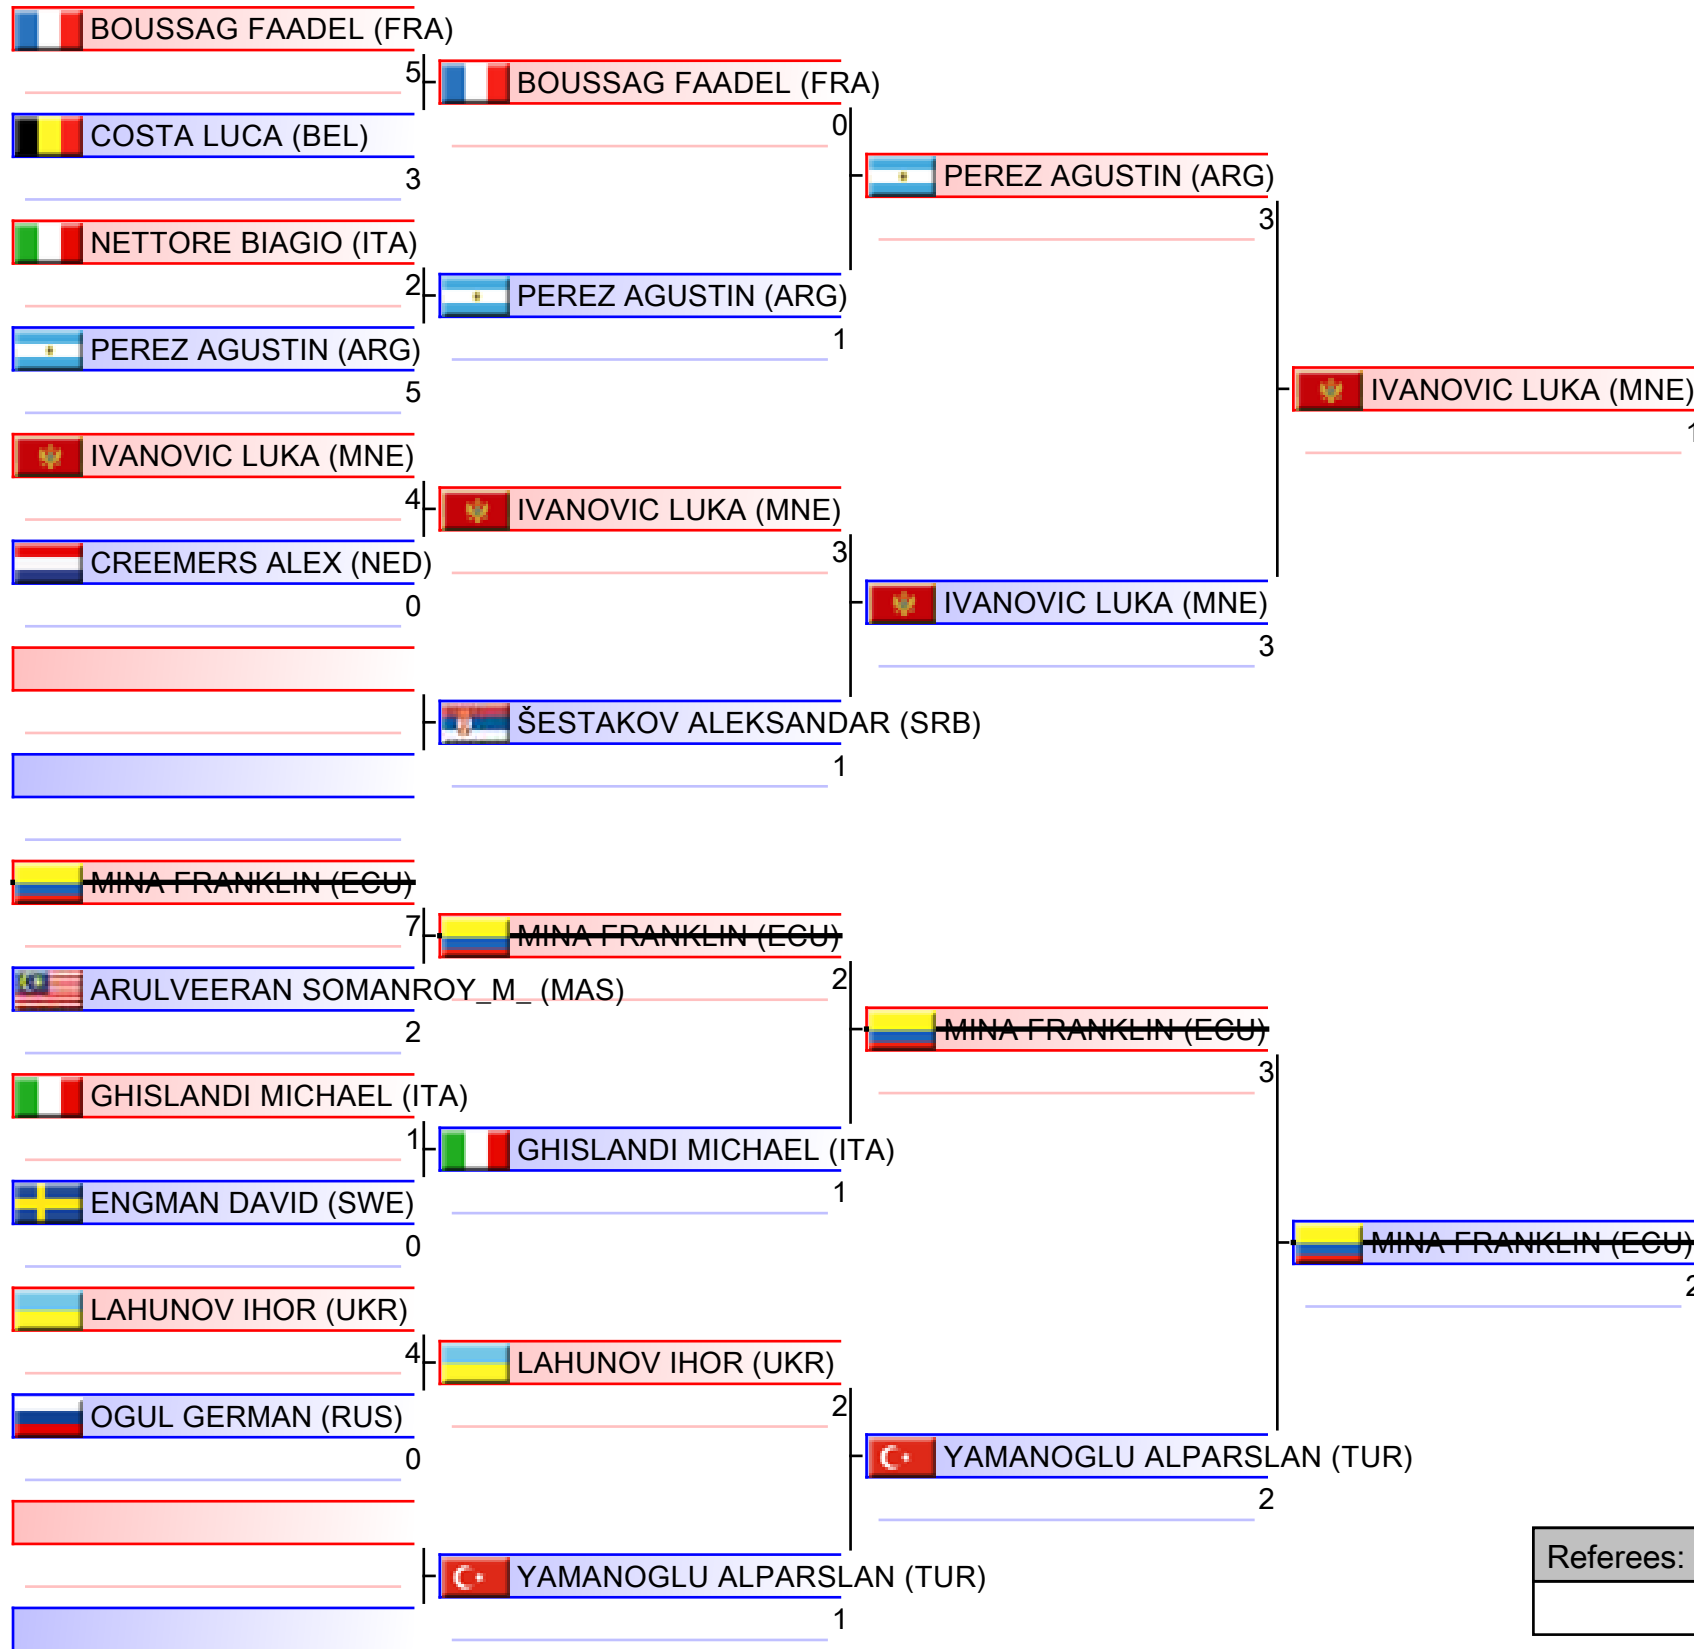 BOUSSAG FAADEL (FRA)
5
COSTA LUCA (BEL)
3
NETTORE BIAGIO (ITA)
2
PEREZ AGUSTIN (ARG)
5
IVANOVIC LUKA (MNE)
4
CREEMERS ALEX (NED)
0
MINA FRANKLIN (ECU)
7
ARULVEERAN SOMANROY_M_ (MAS)
2
GHISLANDI MICHAEL (ITA)
1
ENGMAN DAVID (SWE)
0
LAHUNOV IHOR (UKR)
4
OGUL GERMAN (RUS)
0
BOUSSAG FAADEL (FRA)
0
PEREZ AGUSTIN (ARG)
1
IVANOVIC LUKA (MNE)
3
ŠESTAKOV ALEKSANDAR (SRB)
1
MINA FRANKLIN (ECU)
2
GHISLANDI MICHAEL (ITA)
1
LAHUNOV IHOR (UKR)
2
YAMANOGLU ALPARSLAN (TUR)
1
PEREZ AGUSTIN (ARG)
3
IVANOVIC LUKA (MNE)
3
MINA FRANKLIN (ECU)
3
YAMANOGLU ALPARSLAN (TUR)
2
IVANOVIC LUKA (MNE)
1
MINA FRANKLIN (ECU)
2
Referees: